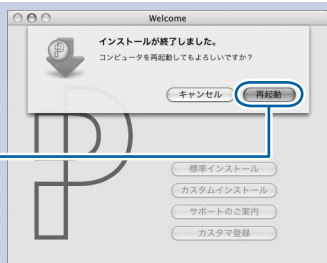 Welcome
インストールが終了しました。
コンピュータを再起動してもよろしいですか？
キャンセル
再起動
標準インストール
カスタムインストール
サポートのご案内
カスタマ登録